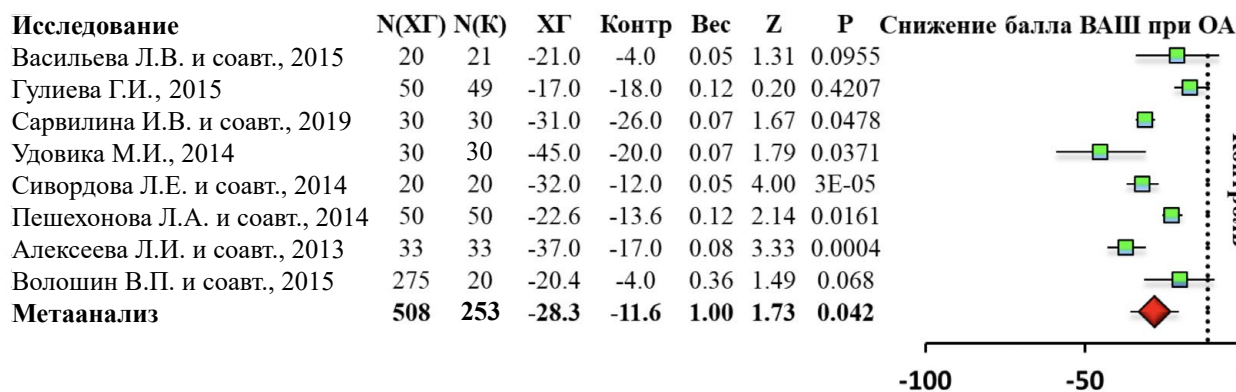 Исследование N(ХГ) N(К) ХГ Контр Вес Z P Снижение балла ВАШ при ОА
Васильева Л.В. и соавт., 2015 20 21 -21.0 -4.0 0.05 1.31 0.0955
Гулиева Г.И., 2015 50 49 -17.0 -18.0 0.12 0.20 0.4207
Сарвилина И.В. и соавт., 2019 30 30 -31.0 -26.0 0.07 1.67 0.0478
Удовика М.И., 2014 30 30 -45.0 -20.0 0.07 1.79 0.0371
Сивордова Л.Е. и соавт., 2014 20 20 -32.0 -12.0 0.05 4.00 3E-05
Пешехонова Л.А. и соавт., 2014 50 50 -22.6 -13.6 0.12 2.14 0.0161
Алексеева Л.И. и соавт., 2013 33 33 -37.0 -17.0 0.08 3.33 0.0004
Волошин В.П. и соавт., 2015 275 20 -20.4 -4.0 0.36 1.49 0.068
Метаанализ 508 253 -28.3 -11.6 1.00 1.73 0.042
-100 -50